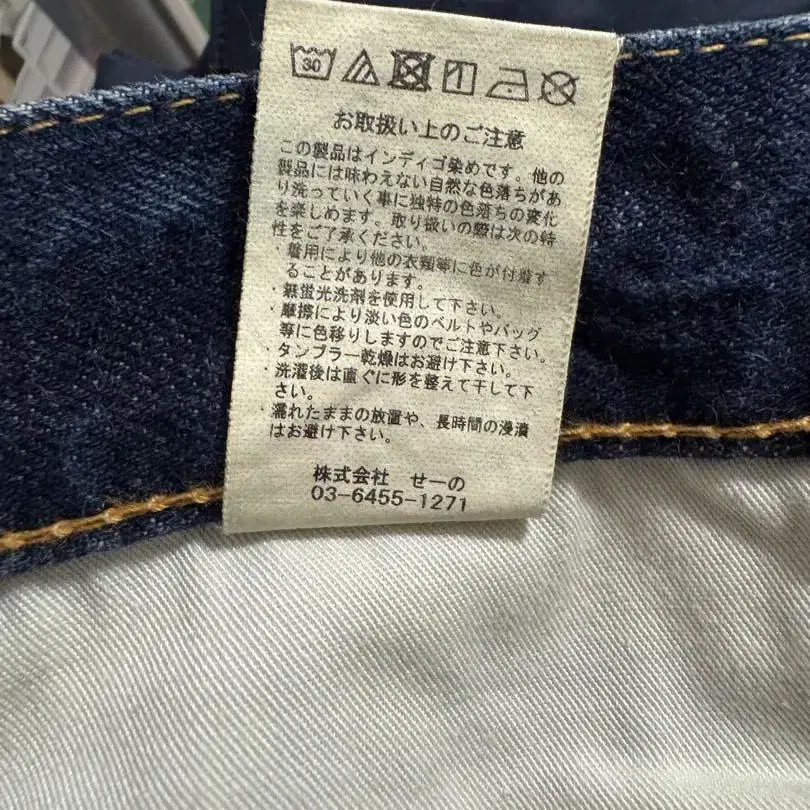 30
お取扱い上のご注意
この製品はインディゴ染めです。他の
製品には味わえない自然な色落ちがあ
り洗っていく事に独特の色落ちの変化
を楽しめます。取り扱いの際は次の特
性をご了承ください。
・着用により他の衣類等に色が付着す
ることがあります。
・無蛍光洗剤を使用して下さい。
・摩擦により淡い色のベルトやバッグ
等に色移りしますのでご注意下さい。
・タンブラー乾燥はお避け下さい。
・洗濯後は直ぐに形を整えて干して下
さい。
・濡れたままの放置や、長時間の浸漬
はお避け下さい。
株式会社 せーの
03-6455-1271